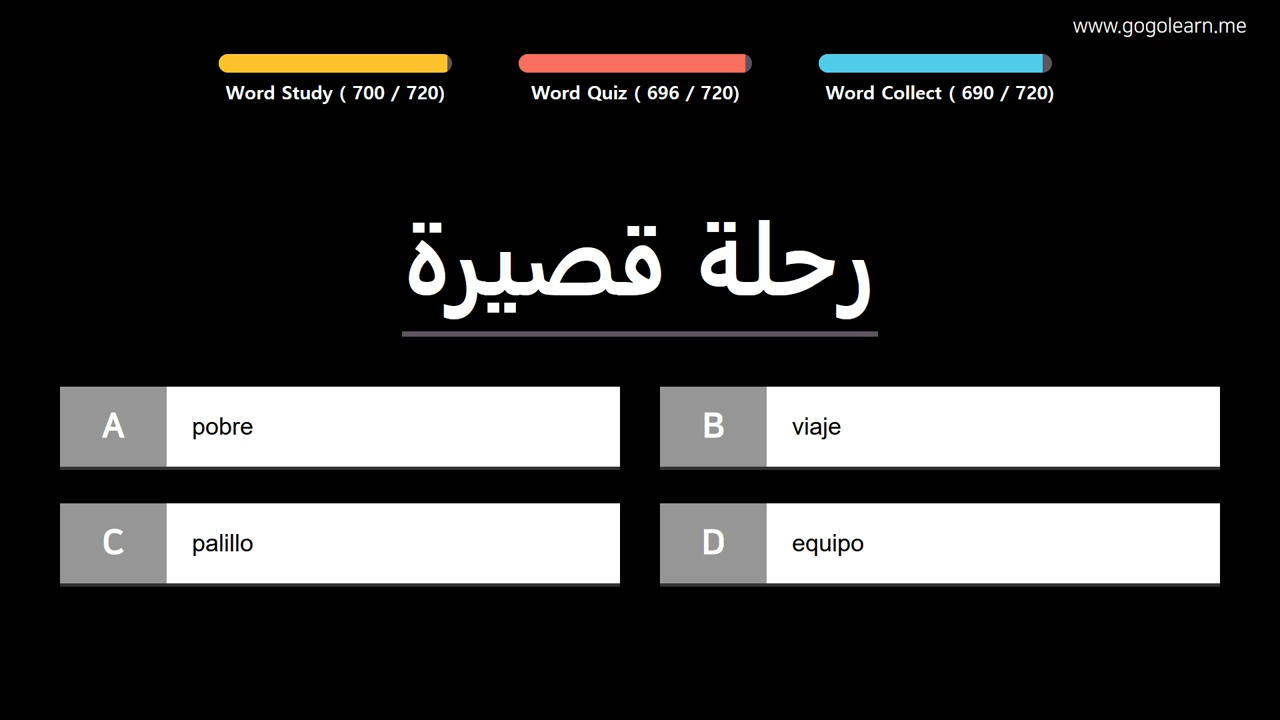 www.gogolearn.me
Word Study ( 700 / 720)
Word Quiz ( 696 / 720)
Word Collect ( 690 / 720)
رحلة قصيرة
A pobre
B viaje
C palillo
D equipo